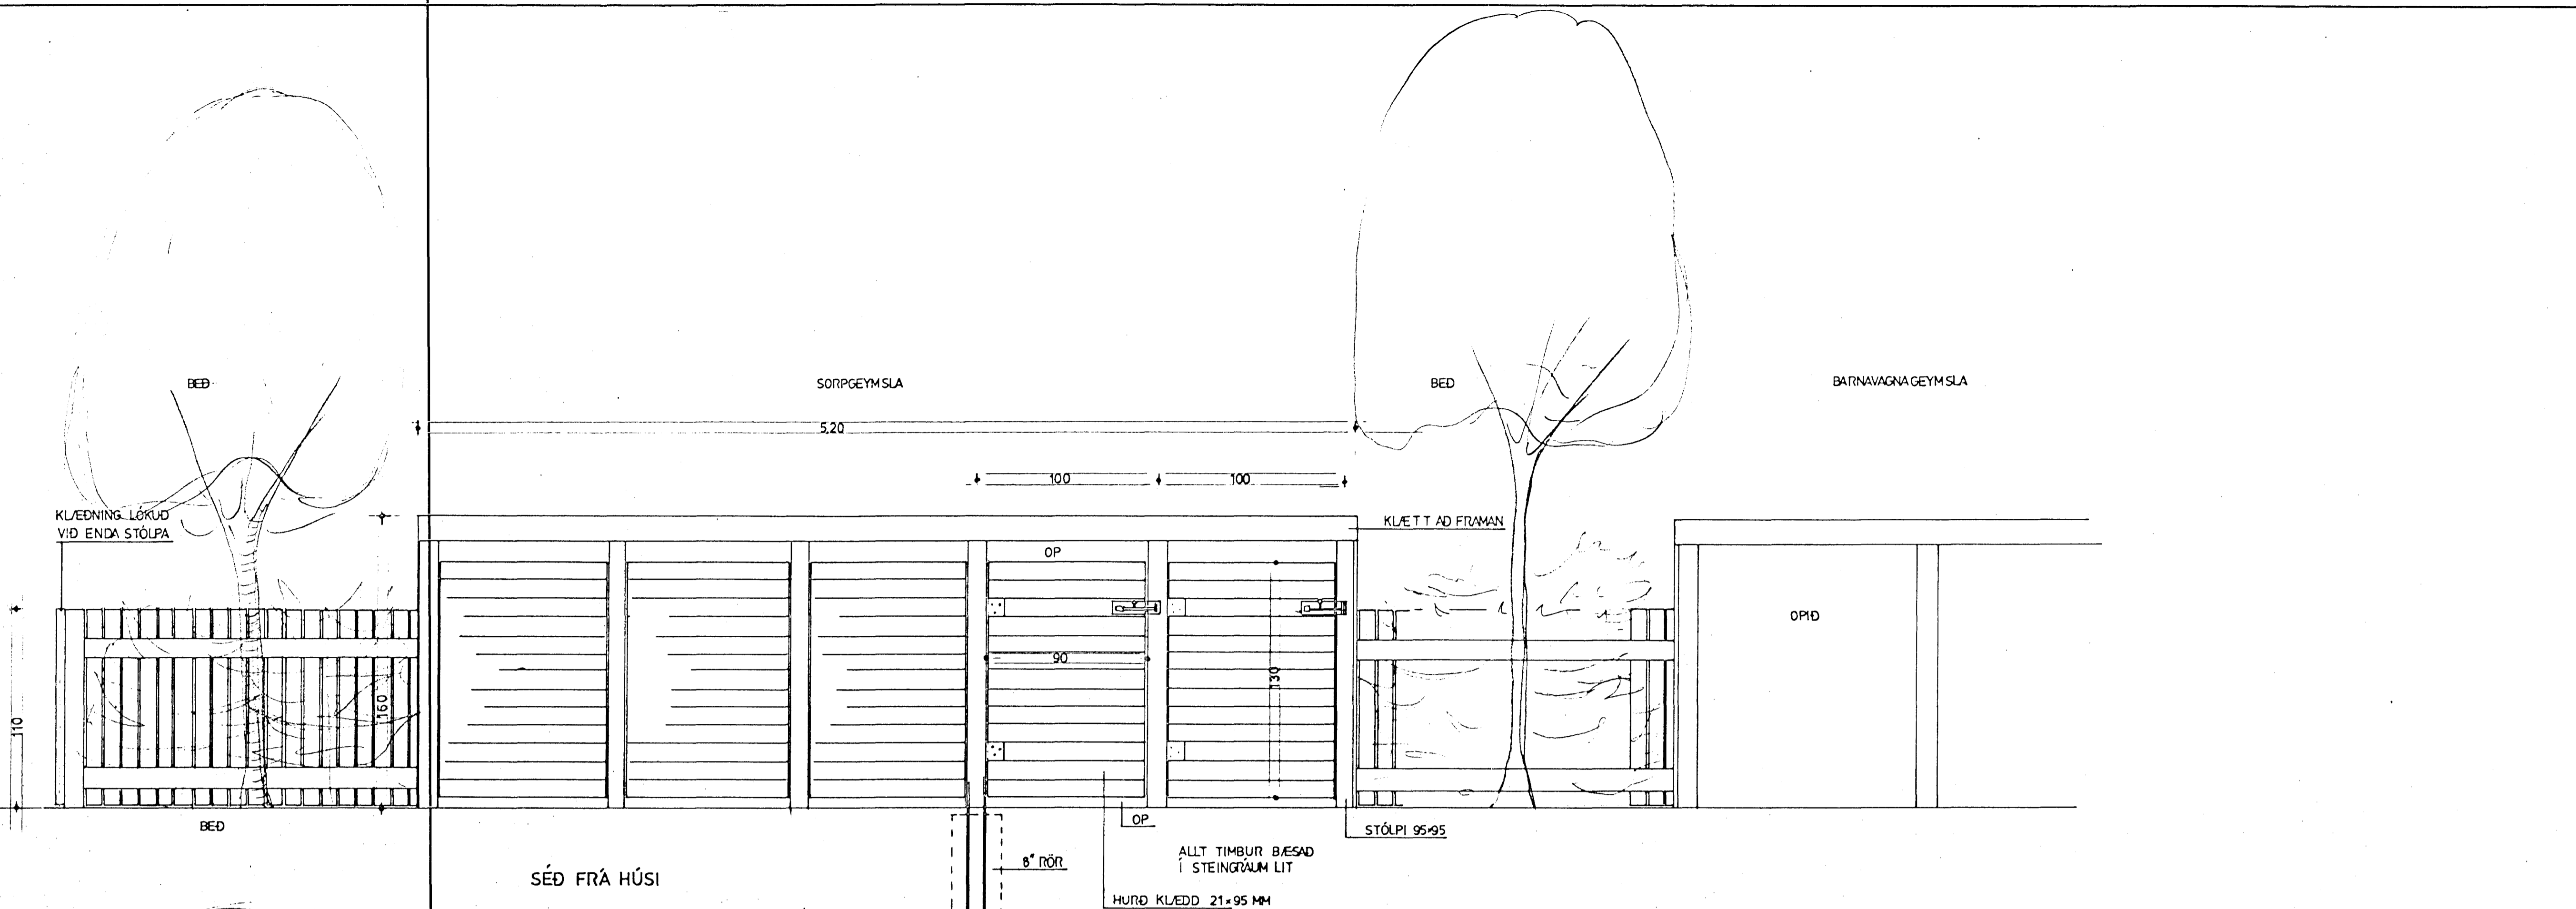 BEÐ
SORPGEYMSLA
BEÐ
BARNAVAGNAGEYMSLA
5.20
100
100
KLÆÐNING LÖKUÐ
VIÐ ENDA STÓLPA
KLÆTT AÐ FRAMAN
OP
OPIÐ
90
130
160
110
BEÐ
OP
STÓLPI 95×95
8" RÖR
ALLT TIMBUR BÆSAÐ
Í STEINGRÁUM LIT
SÉÐ FRÁ HÚSI
HURÐ KLÆDD 21×95 MM